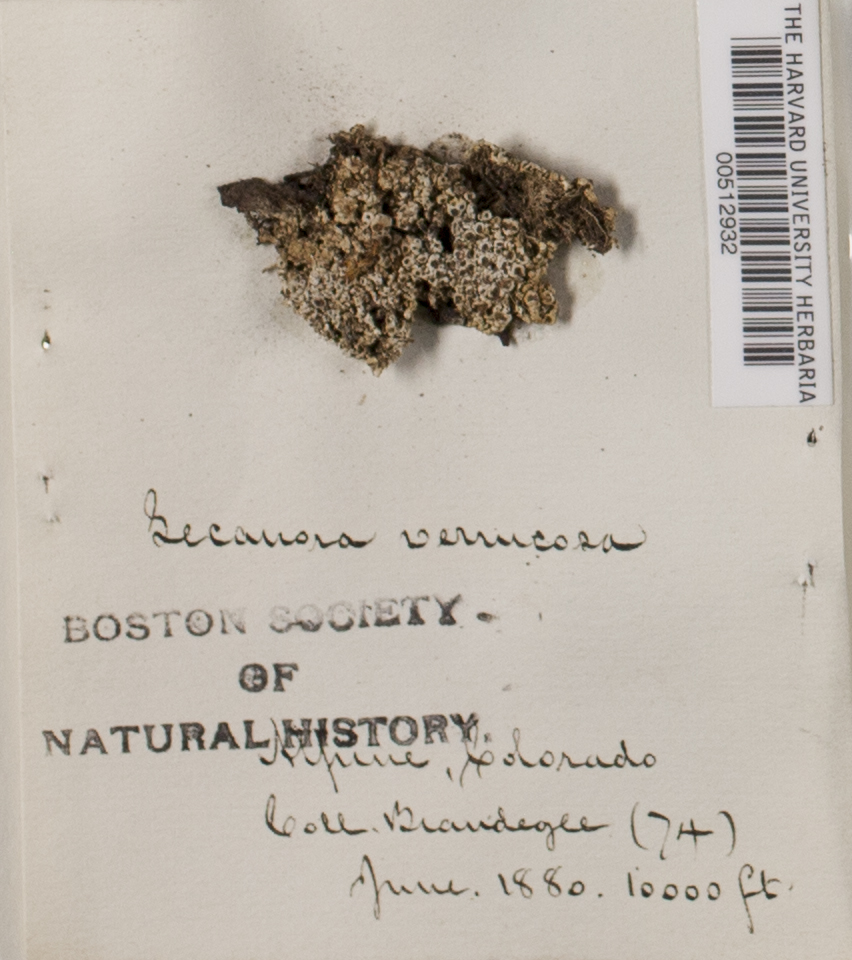 THE HARVARD UNIVERSITY HERBARIA
00512932
Lecanora verrucosa
BOSTON SOCIETY
OF
NATURAL HISTORY.
Alpine, Colorado
Coll. Brandegee (74)
June. 1880. 10000 ft.